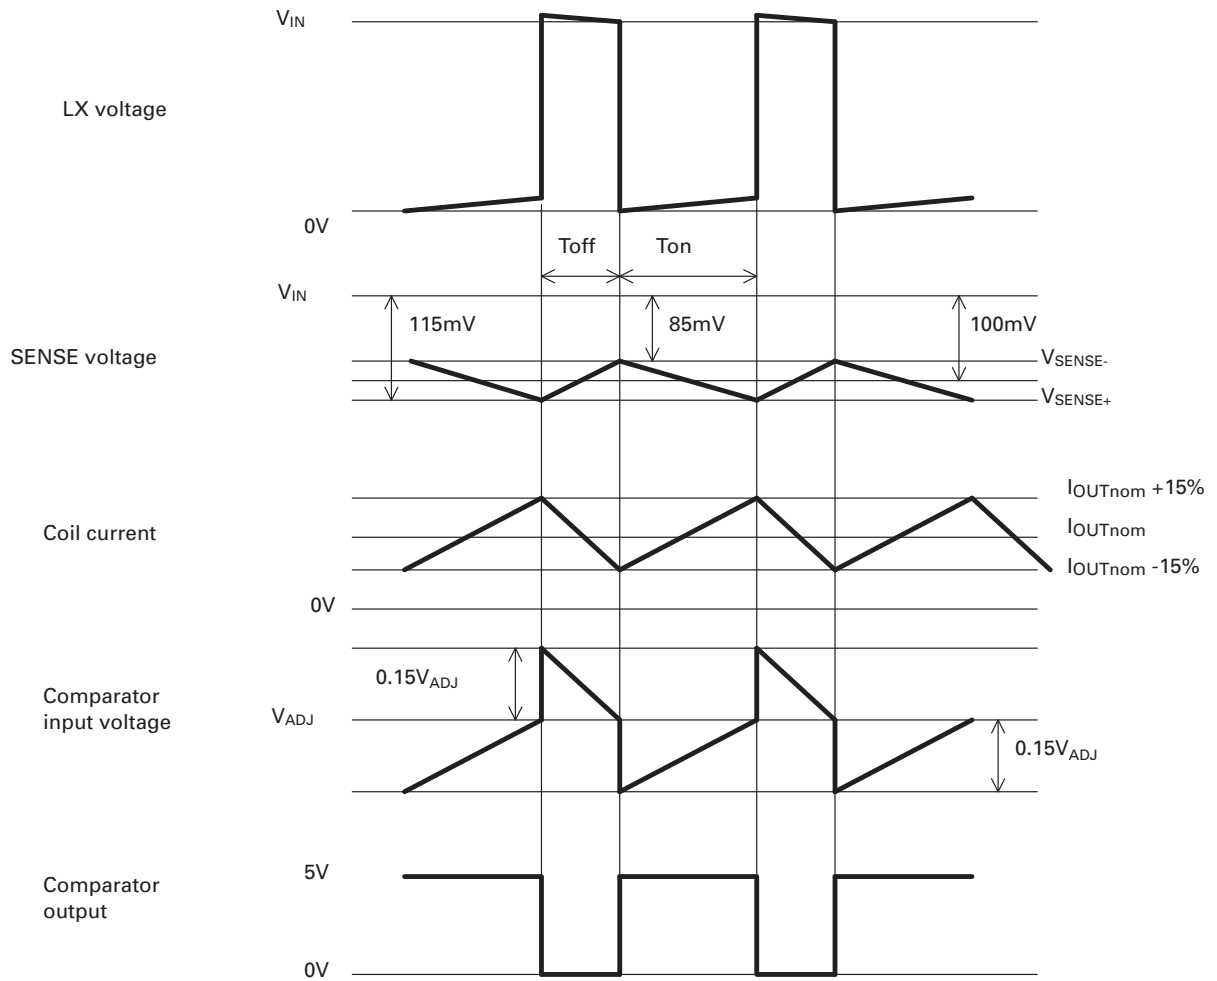 VIN
LX voltage
0V
Toff
Ton
VIN
115mV
85mV
100mV
SENSE voltage
VSENSE-
VSENSE+
IOUTnom +15%
Coil current
IOUTnom
IOUTnom -15%
0V
0.15VADJ
Comparator
input voltage
VADJ
0.15VADJ
5V
Comparator
output
0V